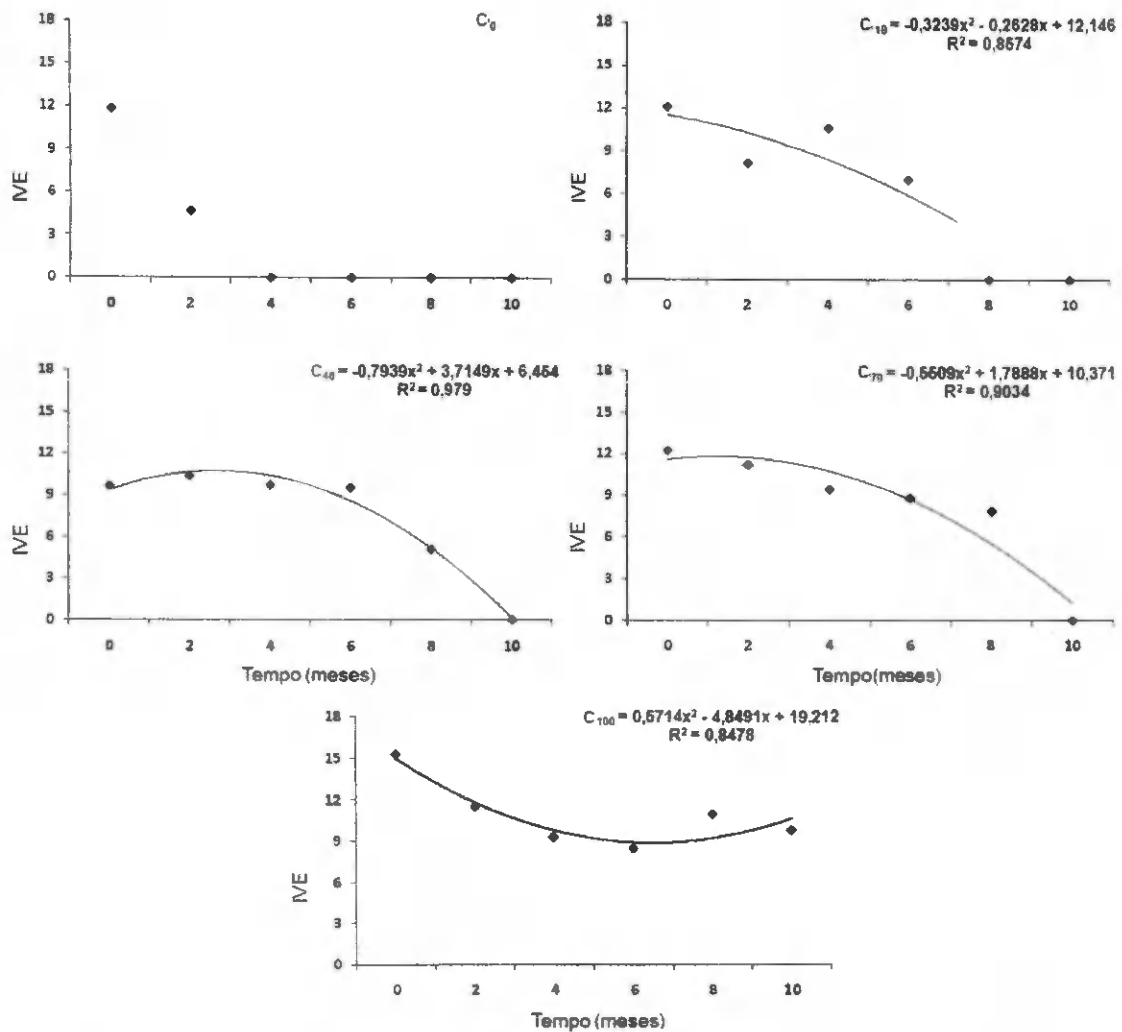 C₀
18
15
12
9
6
3
0
IVE
0 2 4 6 8 10
C₁₀ = -0,3239x² - 0,2628x + 12,146
R² = 0,8574
18
15
12
9
6
3
0
IVE
0 2 4 6 8 10
C₄₀ = -0,7939x² + 3,7149x + 6,454
R² = 0,979
18
15
12
9
6
3
0
IVE
0 2 4 6 8 10
Tempo (meses)
C₇₀ = -0,5509x² + 1,7888x + 10,371
R² = 0,9034
18
15
12
9
6
3
0
IVE
0 2 4 6 8 10
Tempo(meses)
C₁₀₀ = 0,5714x² - 4,8491x + 19,212
R² = 0,8478
18
15
12
9
6
3
0
IVE
0 2 4 6 8 10
Tempo (meses)